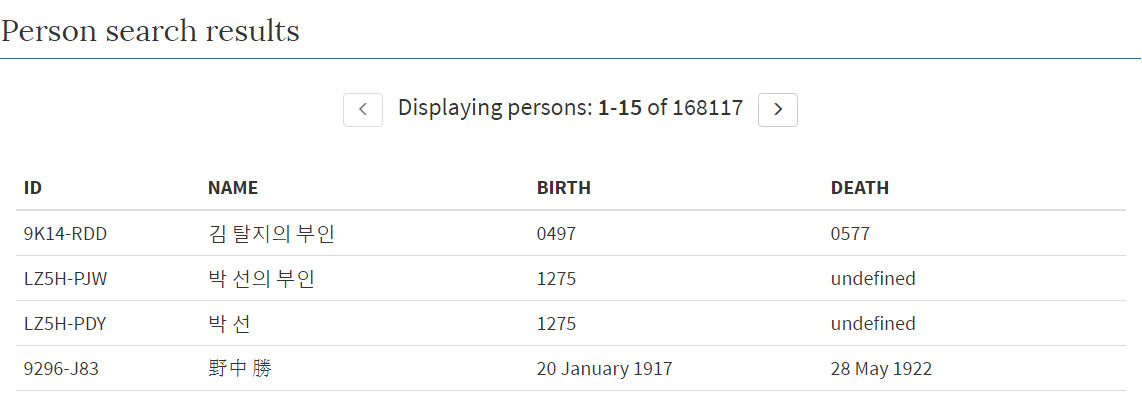 Person search results
Displaying persons: 1-15 of 168117
ID NAME BIRTH DEATH
9K14-RDD 김 탈지의 부인 0497 0577
LZ5H-PJW 박 선의 부인 1275 undefined
LZ5H-PDY 박 선 1275 undefined
9296-J83 野中 勝 20 January 1917 28 May 1922